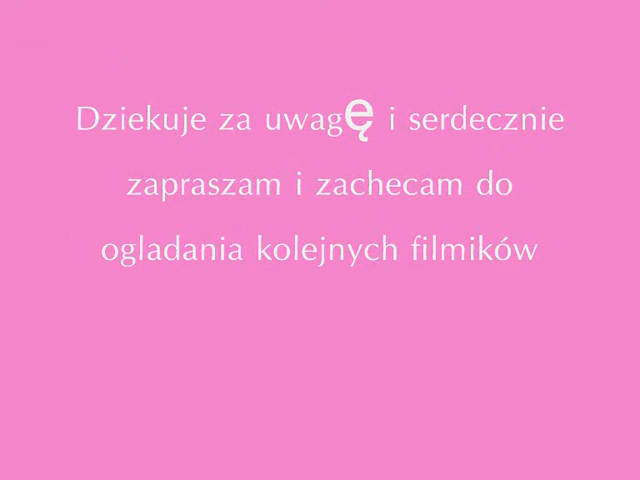 Dziekuje za uwagę i serdecznie
zapraszam i zachecam do
ogladania kolejnych filmików